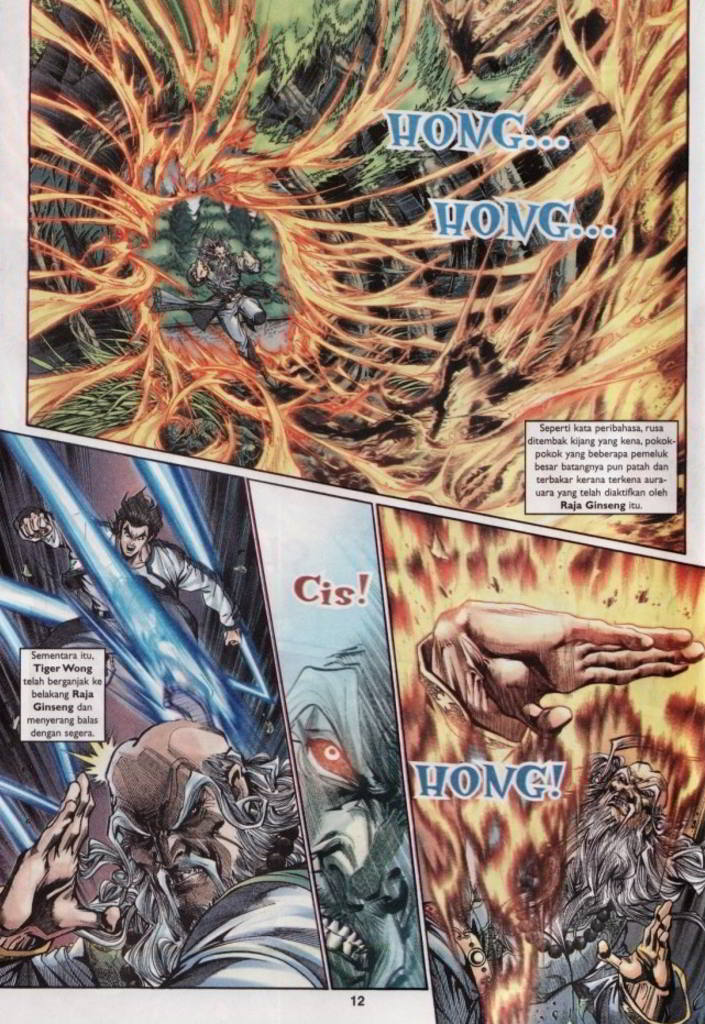 HONG...
HONG...
Seperti kata peribahasa, rusa
ditembak kijang yang kena, pokok-
pokok yang beberapa pemeluk
besar batangnya pun patah dan
terbakar kerana terkena aura-
uara yang telah diaktifkan oleh
Raja Ginseng itu.
Sementara itu,
Tiger Wong
telah berganjak ke
belakang Raja
Ginseng dan
menyerang balas
dengan segera.
Cis!
HONG!
12